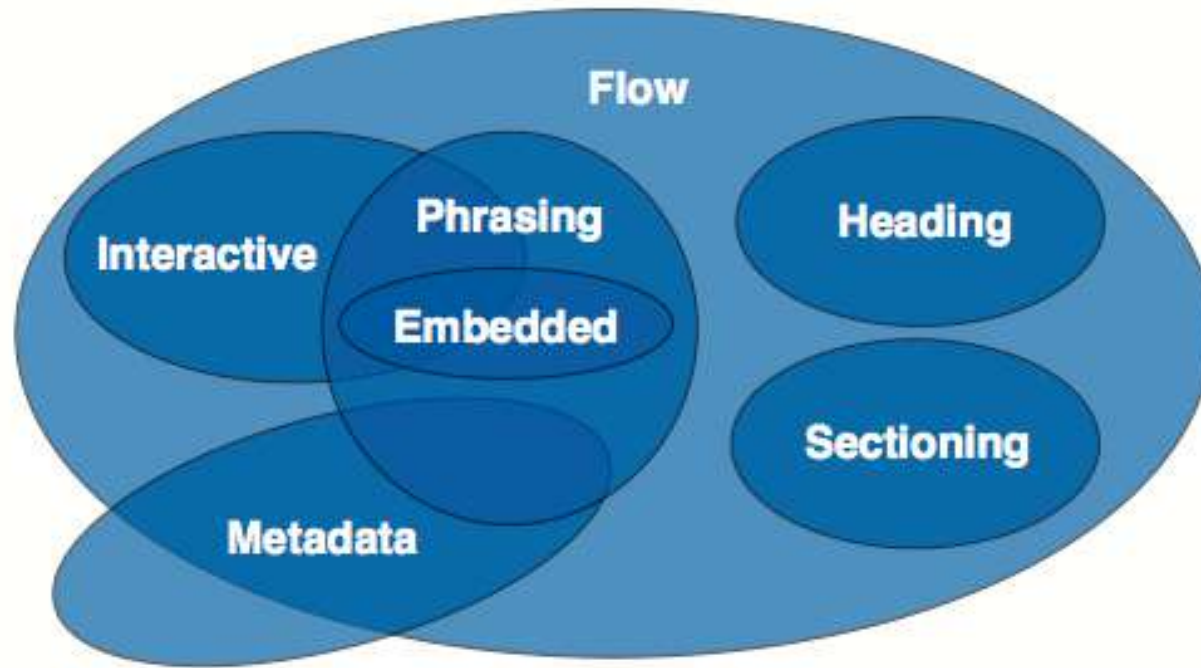 Flow
Phrasing
Heading
Interactive
Embedded
Sectioning
Metadata